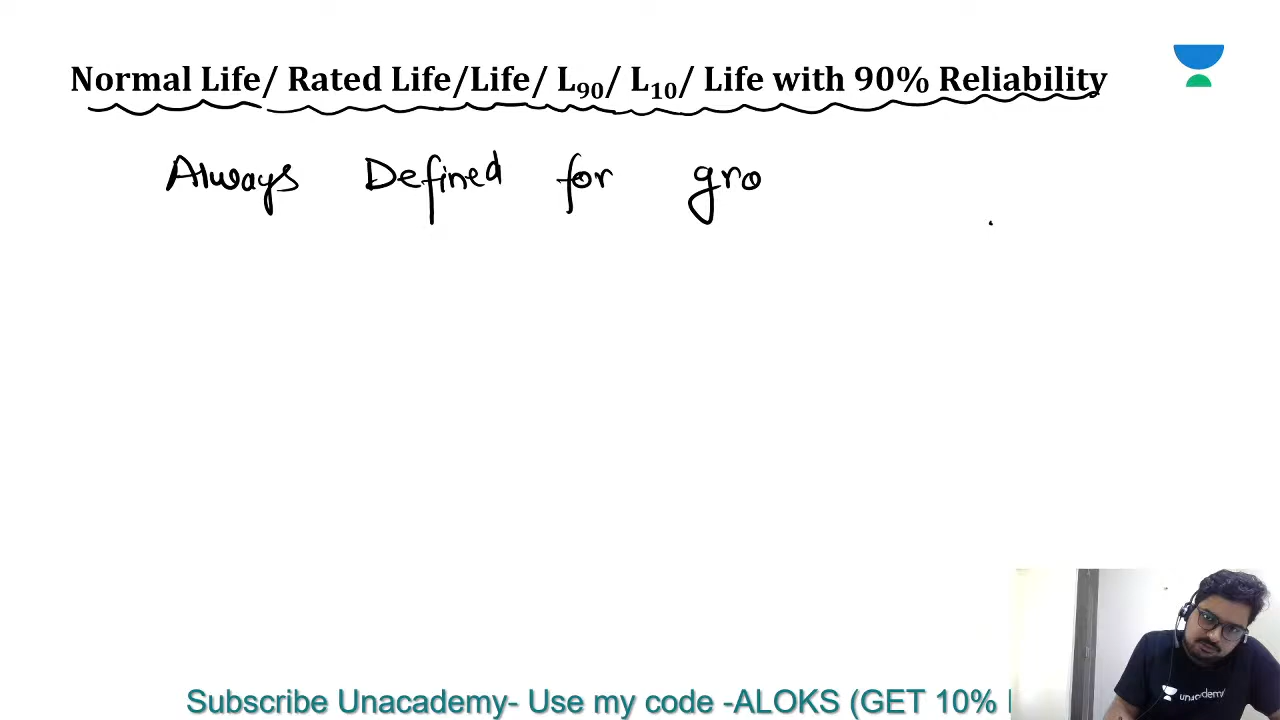 Normal Life/ Rated Life/Life/ L90/ L10/ Life with 90% Reliability
Always Defined for gro
unacademy
Subscribe Unacademy- Use my code -ALOKS (GET 10%